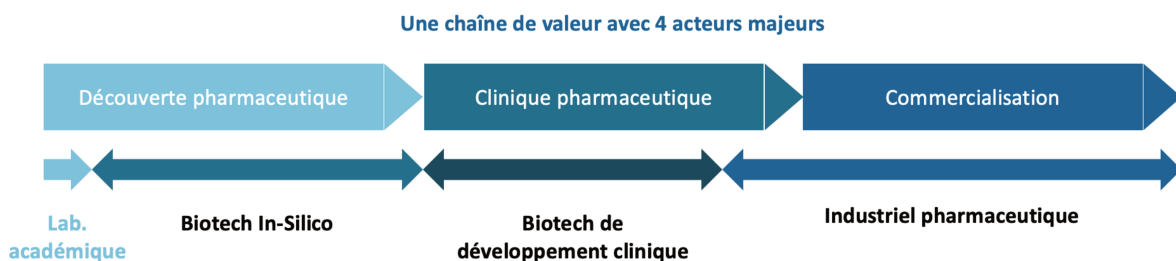 Une chaîne de valeur avec 4 acteurs majeurs
Découverte pharmaceutique
Clinique pharmaceutique
Commercialisation
Lab.
académique
Biotech In-Silico
Biotech de
développement clinique
Industriel pharmaceutique